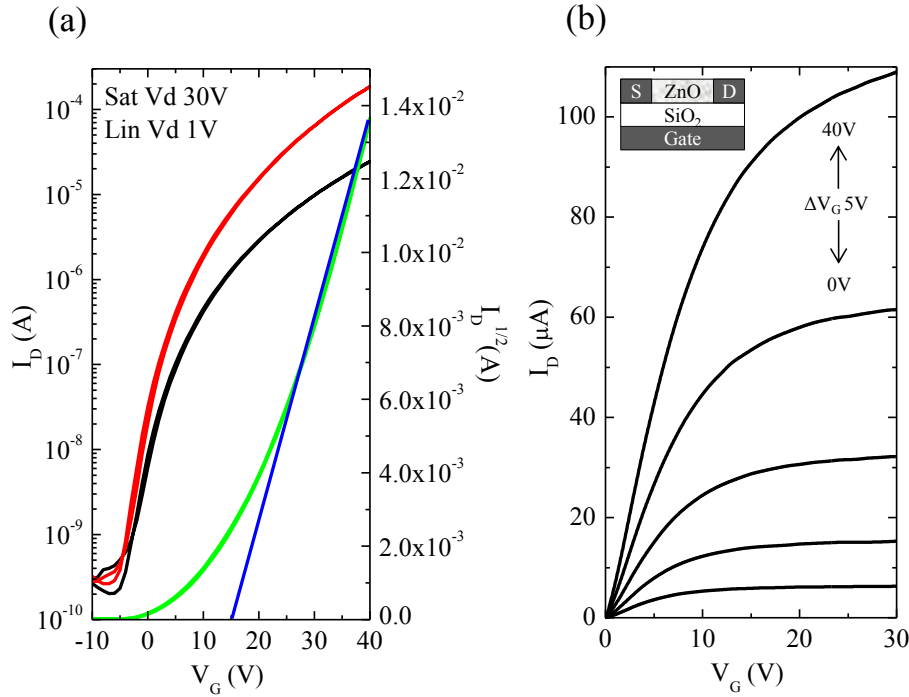 (a)
Sat Vd 30V
Lin Vd 1V
10⁻⁴
10⁻⁵
10⁻⁶
10⁻⁷
10⁻⁸
10⁻⁹
10⁻¹⁰
I_D (A)
-10
0
10
20
30
40
V_G (V)
1.4x10⁻²
1.2x10⁻²
1.0x10⁻²
8.0x10⁻³
6.0x10⁻³
4.0x10⁻³
2.0x10⁻³
0.0
I_D^1/2(A)
(b)
S
ZnO
D
SiO₂
Gate
40V
ΔV_G 5V
0V
100
80
60
40
20
0
I_D (μA)
0
10
20
30
V_G (V)